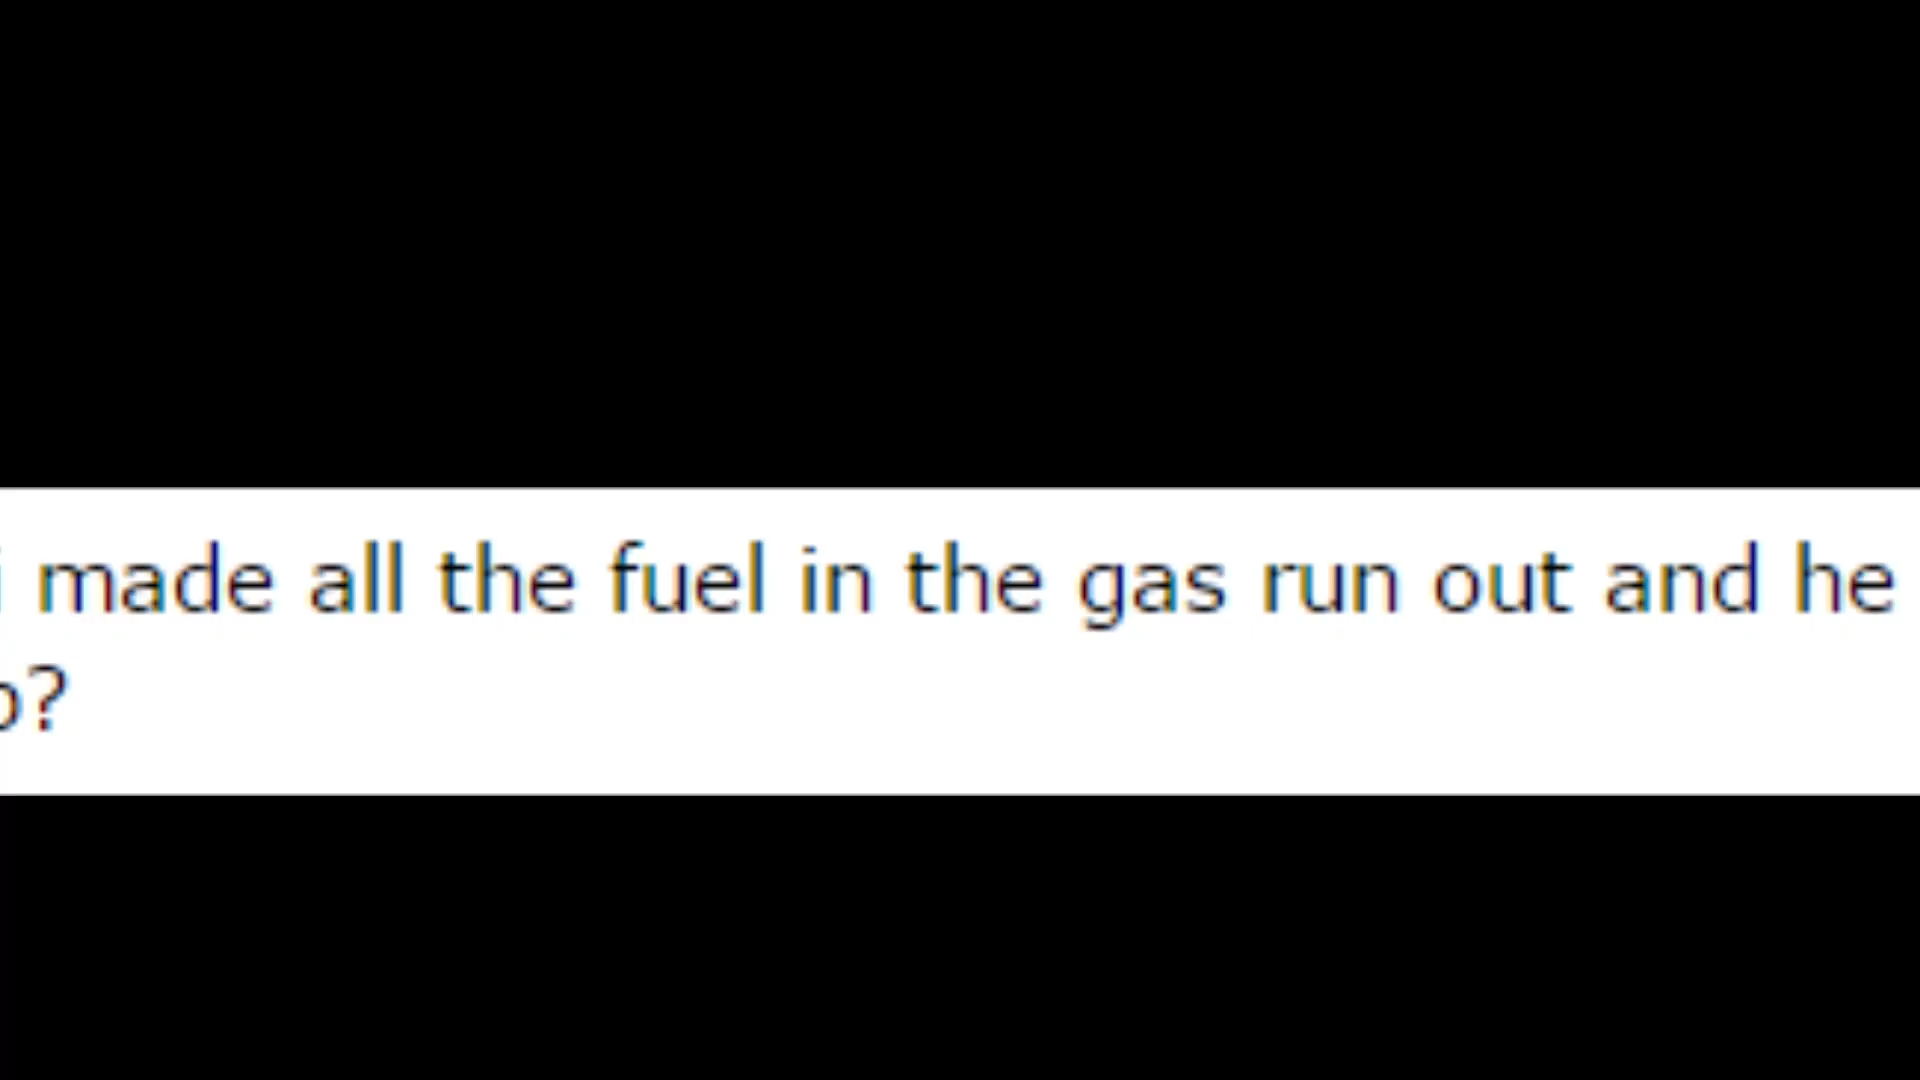 i made all the fuel in the gas run out and he
o?